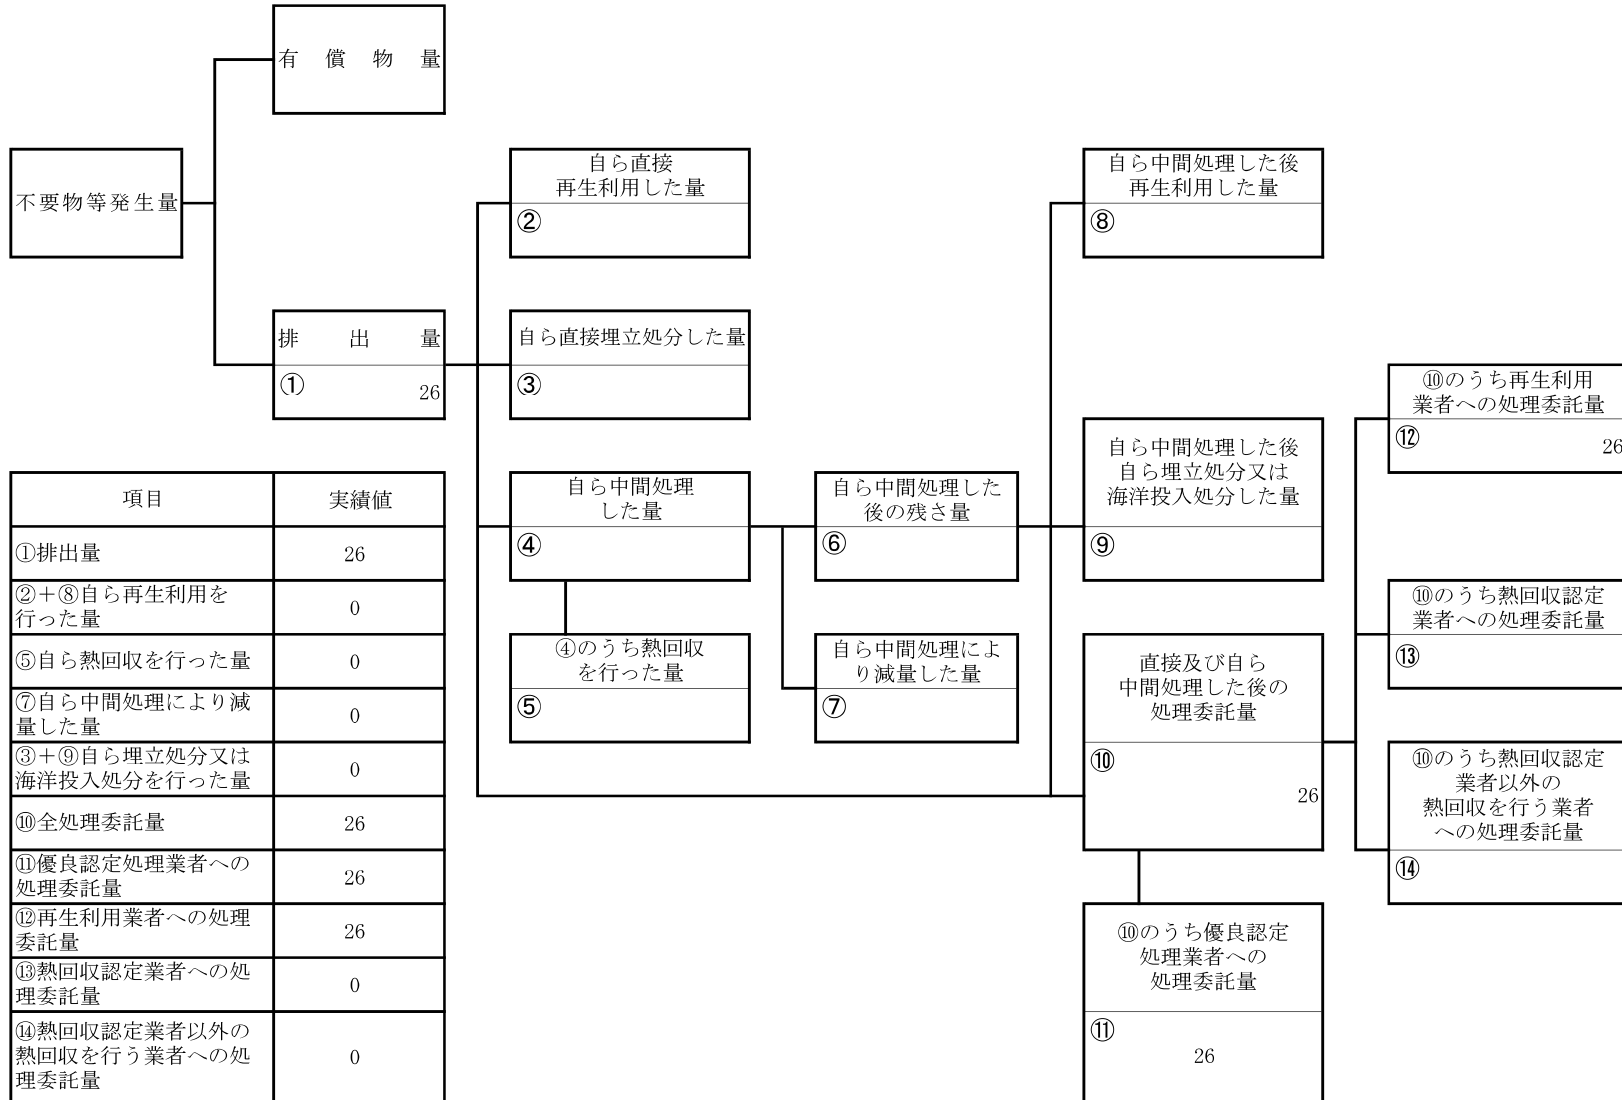 有償物量
不要物等発生量
排出量
①
26
自ら直接
再生利用した量
②
自ら直接埋立処分した量
③
自ら中間処理
した量
④
④のうち熱回収
を行った量
⑤
自ら中間処理した
後の残さ量
⑥
自ら中間処理によ
り減量した量
⑦
自ら中間処理した後
再生利用した量
⑧
自ら中間処理した後
自ら埋立処分又は
海洋投入処分した量
⑨
直接及び自ら
中間処理した後の
処理委託量
⑩
26
⑩のうち優良認定
処理業者への
処理委託量
⑪
26
⑩のうち再生利用
業者への処理委託量
⑫
26
⑩のうち熱回収認定
業者への処理委託量
⑬
⑩のうち熱回収認定
業者以外の
熱回収を行う業者
への処理委託量
⑭
項目 実績値
①排出量 26
②+⑧自ら再生利用を
行った量 0
⑤自ら熱回収を行った量 0
⑦自ら中間処理により減
量した量 0
③+⑨自ら埋立処分又は
海洋投入処分を行った量 0
⑩全処理委託量 26
⑪優良認定処理業者への
処理委託量 26
⑫再生利用業者への処理
委託量 26
⑬熱回収認定業者への処
理委託量 0
⑭熱回収認定業者以外の
熱回収を行う業者への処 0
理委託量